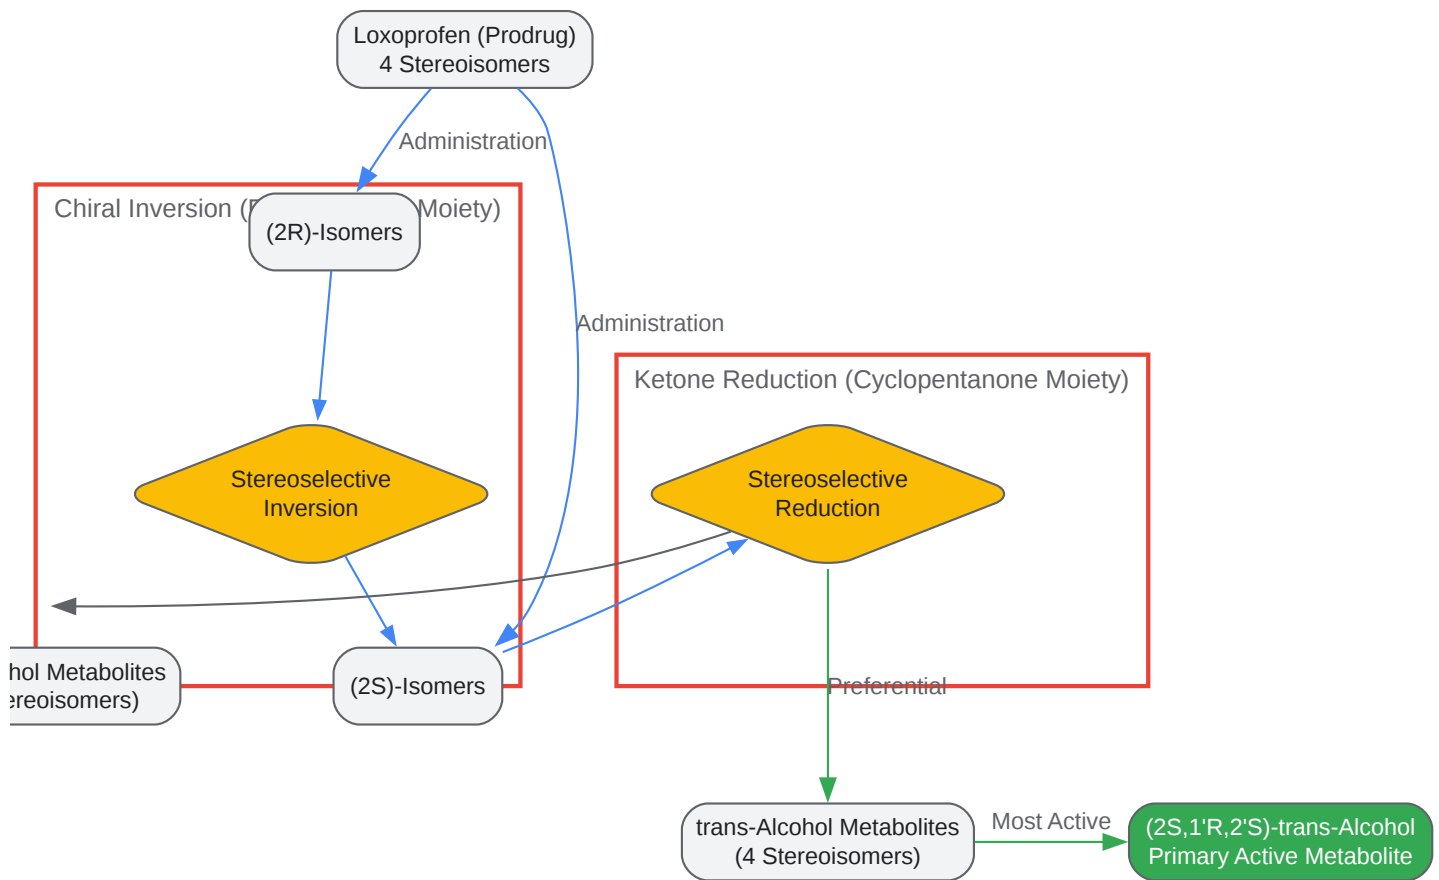 Loxoprofen (Prodrug)
4 Stereoisomers
Administration
Chiral Inversion ( Moiety)
(2R)-Isomers
Administration
Ketone Reduction (Cyclopentanone Moiety)
Stereoselective
Inversion
Stereoselective
Reduction
Metabolites
(2S)-Isomers
Preferential
trans-Alcohol Metabolites
(4 Stereoisomers)
Most Active
(2S,1'R,2'S)-trans-Alcohol
Primary Active Metabolite